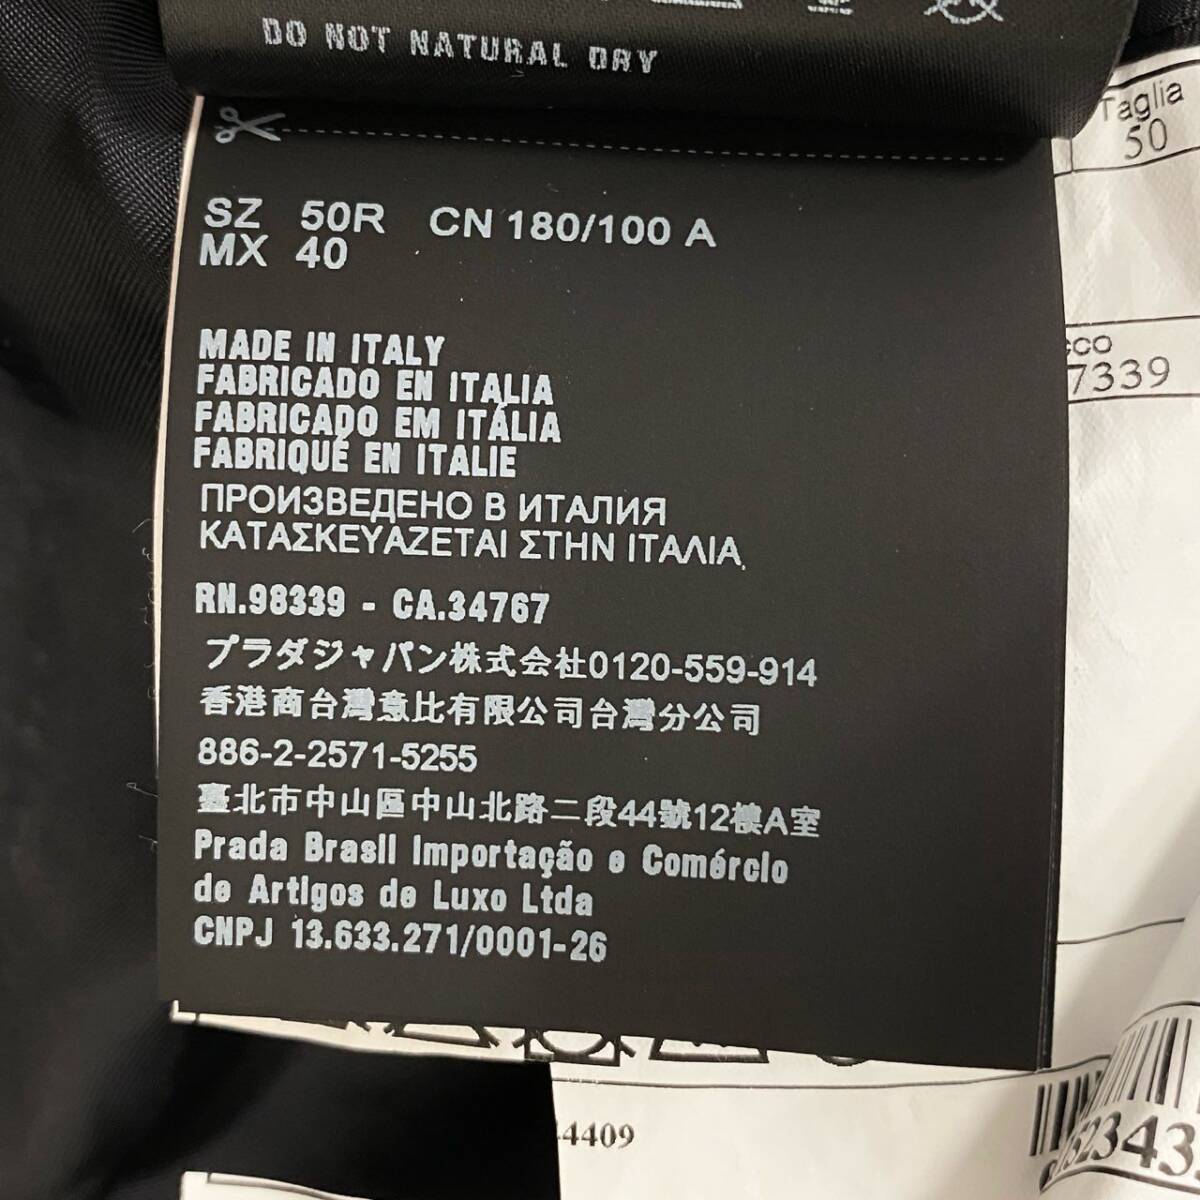 DO NOT NATURAL DRY
Taglia
50
SZ 50R CN 180/100 A
MX 40
7339
MADE IN ITALY
FABRICADO EN ITALIA
FABRICADO EM ITÁLIA
FABRIQUÉ EN ITALIE
ПРОИЗВЕДЕНО В ИТАЛИЯ
ΚΑΤΑΣΚΕΥΑΖΕΤΑΙ ΣΤΗΝ ΙΤΑΛΙΑ
RN.98339 - CA.34767
プラダジャパン株式会社0120-559-914
香港商台灣意比有限公司台灣分公司
886-2-2571-5255
臺北市中山區中山北路二段44號12樓A室
Prada Brasil Importação e Comércio
de Artigos de Luxo Ltda
CNPJ 13.633.271/0001-26
4409